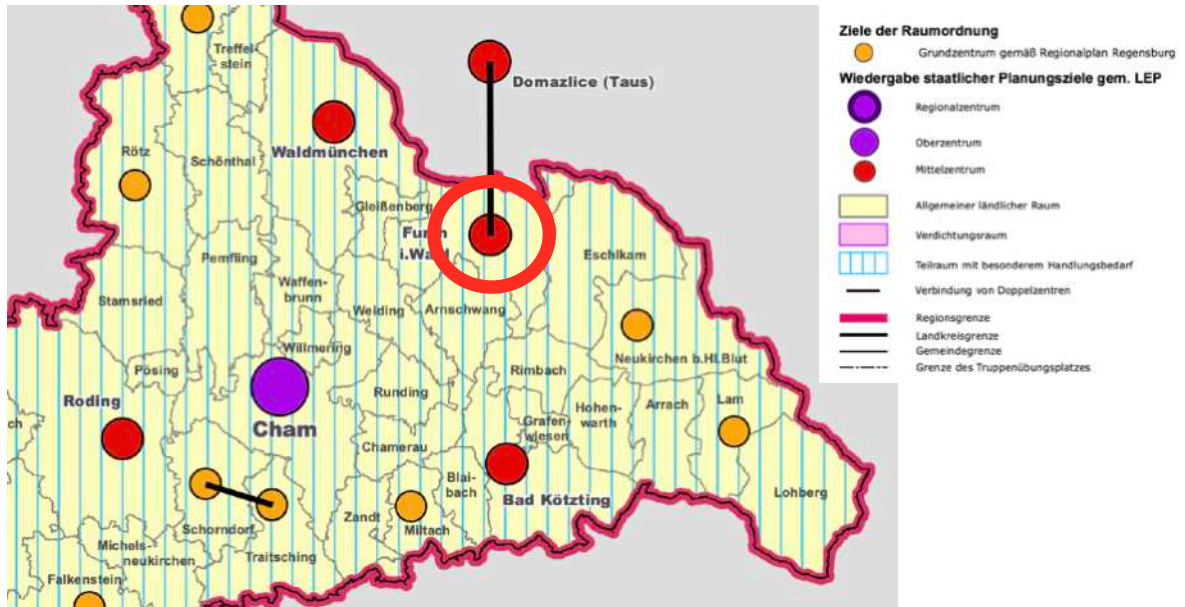 Treffel-
stein
Domazlice (Taus)
Rötz
Waldmünchen
Schönthal
Gleißenberg
Furth
i.Wald
Eschlkam
Pemfling
Waffen-
brunn
Stamsried
Weiding
Arnschwang
Willmering
Neukirchen b.Hl.Blut
Pösing
Rimbach
Roding
Runding
Hohen-
warth
Arrach
Lam
Cham
Grafen-
wiesen
ch
Chamerau
Blai-
bach
Bad Kötzting
Lohberg
Zandt
Miltach
Schorndorf
Michels-
neukirchen
Traitsching
Falkenstein
Ziele der Raumordnung
Grundzentrum gemäß Regionalplan Regensburg
Wiedergabe staatlicher Planungsziele gem. LEP
Regionalzentrum
Oberzentrum
Mittelzentrum
Allgemeiner ländlicher Raum
Verdichtungsraum
Teilraum mit besonderem Handlungsbedarf
Verbindung von Doppelzentren
Regionsgrenze
Landkreisgrenze
Gemeindegrenze
Grenze des Truppenübungsplatzes